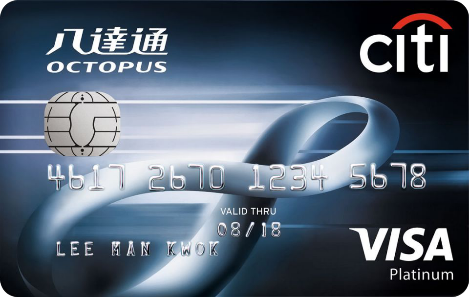 八達通
OCTOPUS
citi
4617 2670 1234 5678
VALID THRU
08/18
LEE MAN KWOK
VISA
Platinum